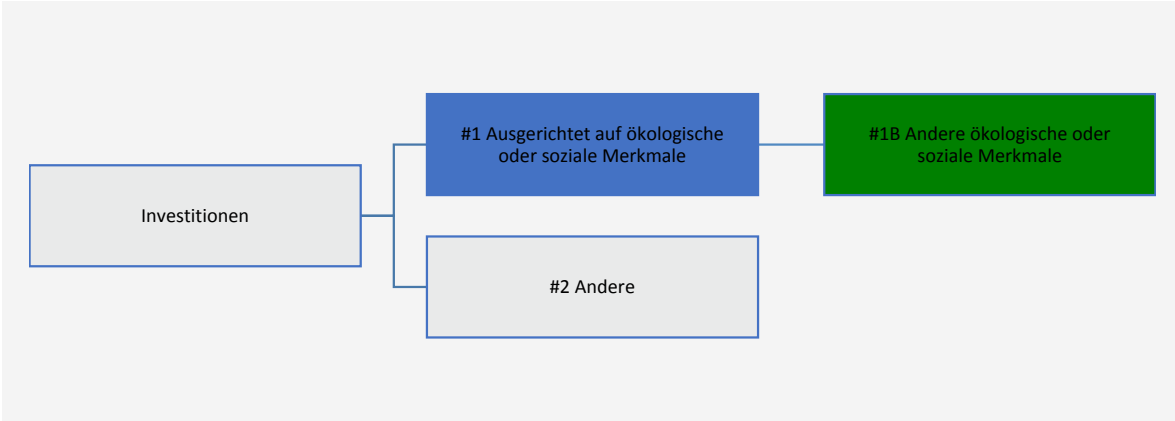 #1 Ausgerichtet auf ökologische
oder soziale Merkmale
#1B Andere ökologische oder
soziale Merkmale
Investitionen
#2 Andere